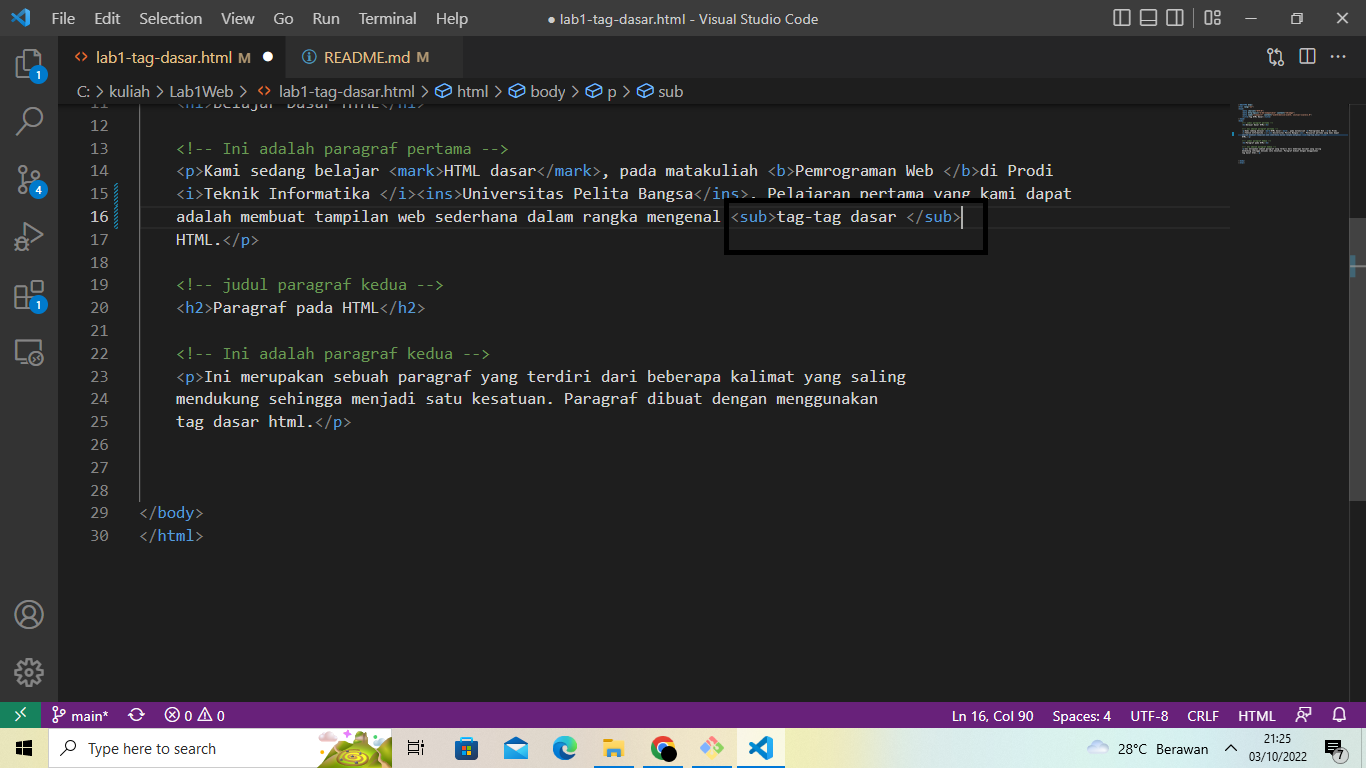 File Edit Selection View Go Run Terminal Help ● lab1-tag-dasar.html - Visual Studio Code
lab1-tag-dasar.html M ● README.md M
C: > kuliah > Lab1Web > lab1-tag-dasar.html > html > body > p > sub
11 <h1>Belajar Dasar HTML</h1>
12
13 <!-- Ini adalah paragraf pertama -->
14 <p>Kami sedang belajar <mark>HTML dasar</mark>, pada matakuliah <b>Pemrograman Web </b>di Prodi
15 <i>Teknik Informatika </i><ins>Universitas Pelita Bangsa</ins>. Pelajaran pertama yang kami dapat
16 adalah membuat tampilan web sederhana dalam rangka mengenal <sub>tag-tag dasar </sub>
17 HTML.</p>
18
19 <!-- judul paragraf kedua -->
20 <h2>Paragraf pada HTML</h2>
21
22 <!-- Ini adalah paragraf kedua -->
23 <p>Ini merupakan sebuah paragraf yang terdiri dari beberapa kalimat yang saling
24 mendukung sehingga menjadi satu kesatuan. Paragraf dibuat dengan menggunakan
25 tag dasar html.</p>
26
27
28
29 </body>
30 </html>
1
4
1
main* 0 0 Ln 16, Col 90 Spaces: 4 UTF-8 CRLF HTML
Type here to search 28°C Berawan 21:25
03/10/2022 7